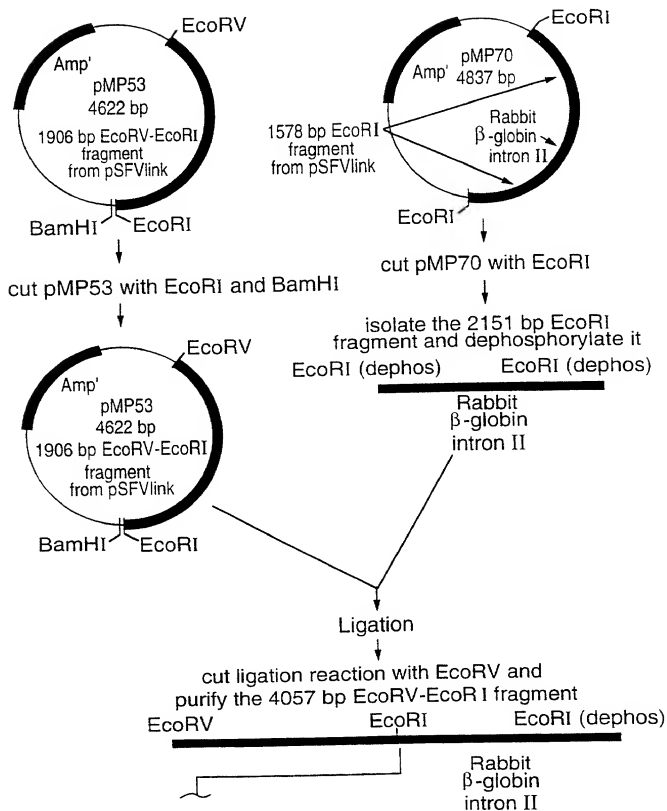 EcoRV
Amp'
pMP53
4622 bp
1906 bp EcoRV-EcoRI
fragment
from pSFVlink
BamHI
EcoRI
cut pMP53 with EcoRI and BamHI
EcoRV
Amp'
pMP53
4622 bp
1906 bp EcoRV-EcoRI
fragment
from pSFVlink
BamHI
EcoRI
EcoRI
Amp'
pMP70
4837 bp
1578 bp EcoRI
fragment
from pSFVlink
Rabbit
β-globin
intron II
EcoRI
cut pMP70 with EcoRI
isolate the 2151 bp EcoRI
fragment and dephosphorylate it
EcoRI (dephos) EcoRI (dephos)
Rabbit
β-globin
intron II
Ligation
cut ligation reaction with EcoRV and
purify the 4057 bp EcoRV-EcoRI fragment
EcoRV EcoRI EcoRI (dephos)
Rabbit
β-globin
intron II